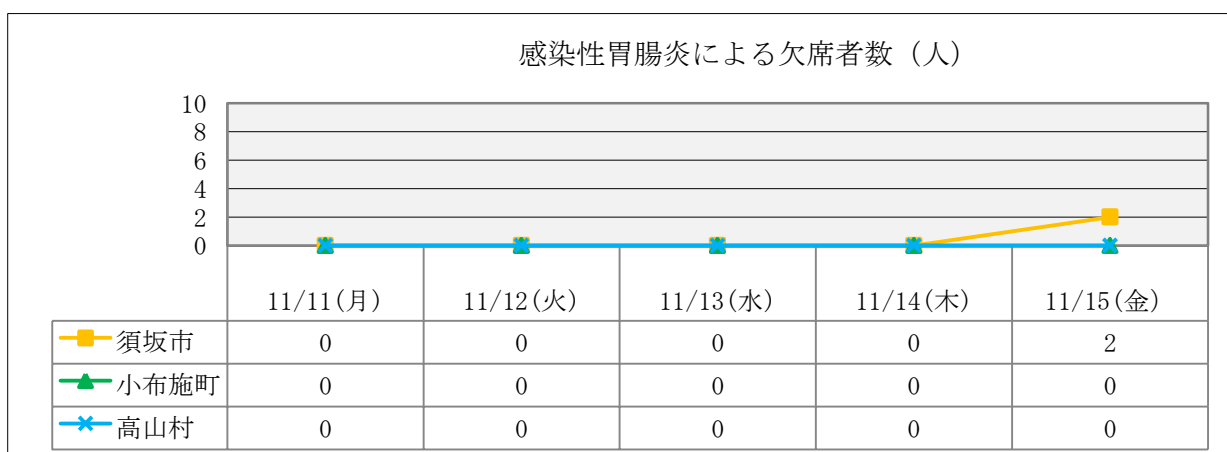 感染性胃腸炎による欠席者数（人）
10
8
6
4
2
0
11/11(月) 11/12(火) 11/13(水) 11/14(木) 11/15(金)
須坂市 0 0 0 0 2
小布施町 0 0 0 0 0
高山村 0 0 0 0 0